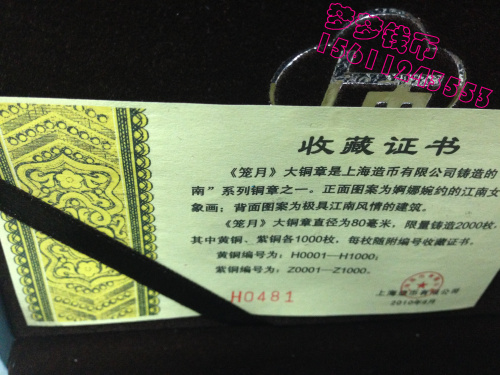 梦梦钱币
15611243553
收藏证书
《笼月》大铜章是上海造币有限公司铸造的
南”系列铜章之一。正面图案为婀娜婉约的江南女
象画；背面图案为极具江南风情的建筑。
《笼月》大铜章直径为80毫米，限量铸造2000枚，
其中黄铜、紫铜各1000枚，每枚随附编号收藏证书。
黄铜编号为：H0001—H1000；
紫铜编号为：Z0001—Z1000。
H0481
上海造币有限公司
2010年8月